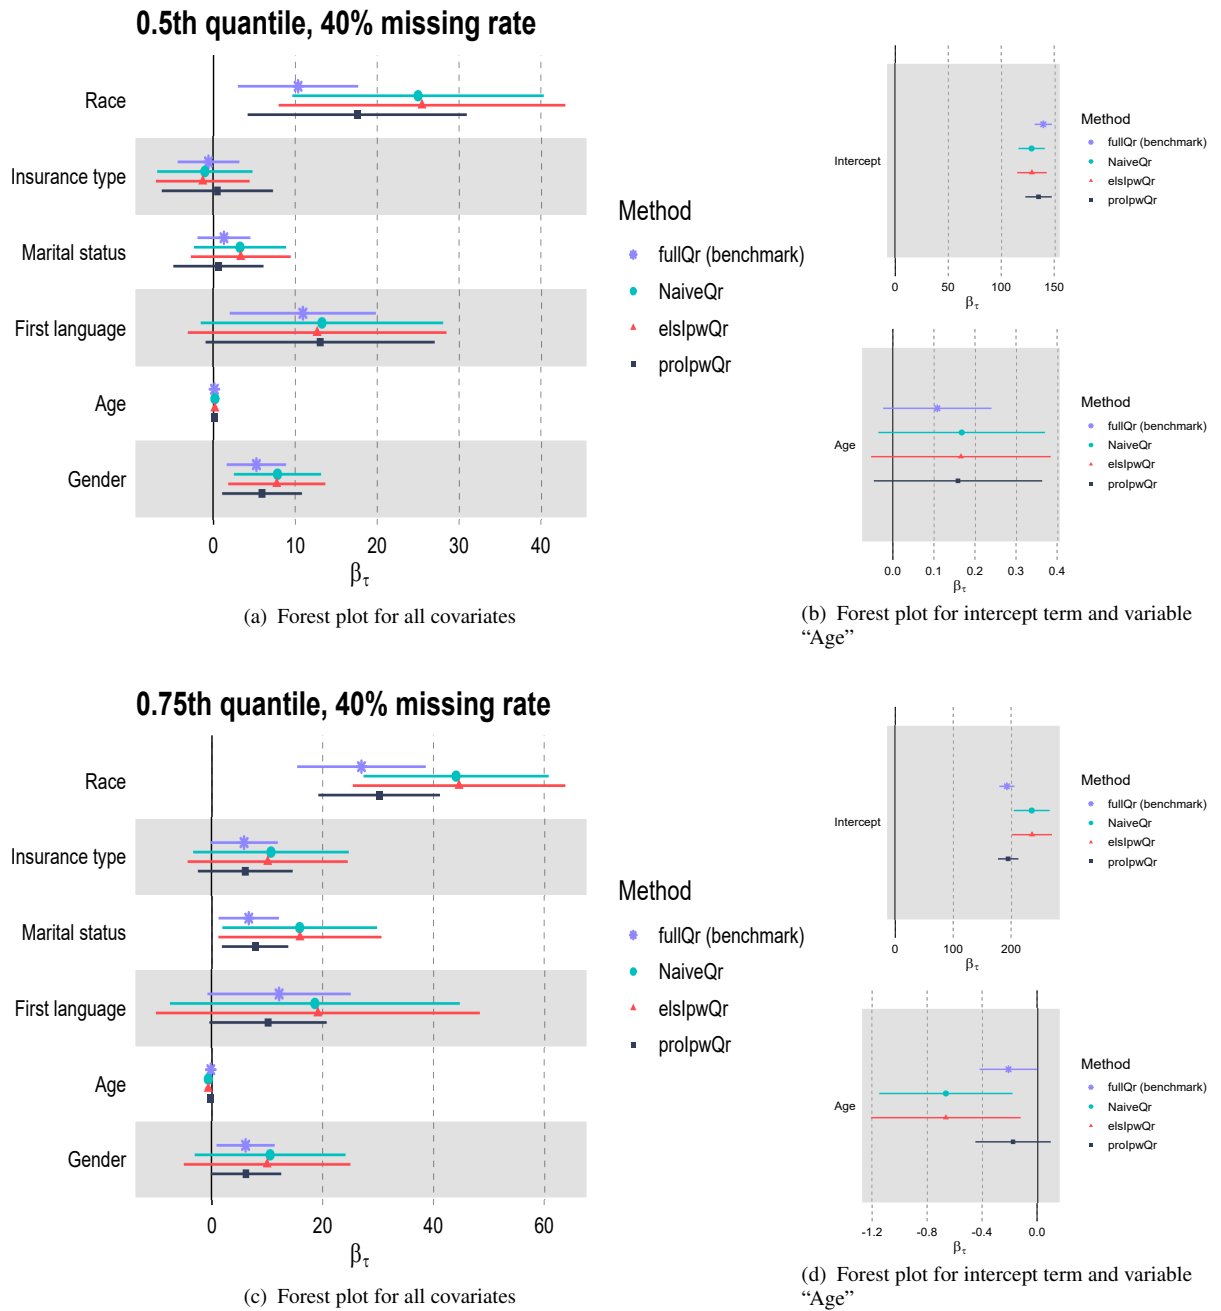 0.5th quantile, 40% missing rate
Race
Insurance type
Marital status
First language
Age
Gender
0 10 20 30 40
βτ
Method
fullQr (benchmark)
NaiveQr
elsIpwQr
proIpwQr
(a) Forest plot for all covariates
Intercept
0 50 100 150
βτ
Method
fullQr (benchmark)
NaiveQr
elsIpwQr
proIpwQr
Age
0.0 0.1 0.2 0.3 0.4
βτ
Method
fullQr (benchmark)
NaiveQr
elsIpwQr
proIpwQr
(b) Forest plot for intercept term and variable
“Age”
0.75th quantile, 40% missing rate
Race
Insurance type
Marital status
First language
Age
Gender
0 20 40 60
βτ
Method
fullQr (benchmark)
NaiveQr
elsIpwQr
proIpwQr
(c) Forest plot for all covariates
Intercept
0 100 200
βτ
Method
fullQr (benchmark)
NaiveQr
elsIpwQr
proIpwQr
Age
-1.2 -0.8 -0.4 0.0
βτ
Method
fullQr (benchmark)
NaiveQr
elsIpwQr
proIpwQr
(d) Forest plot for intercept term and variable
“Age”